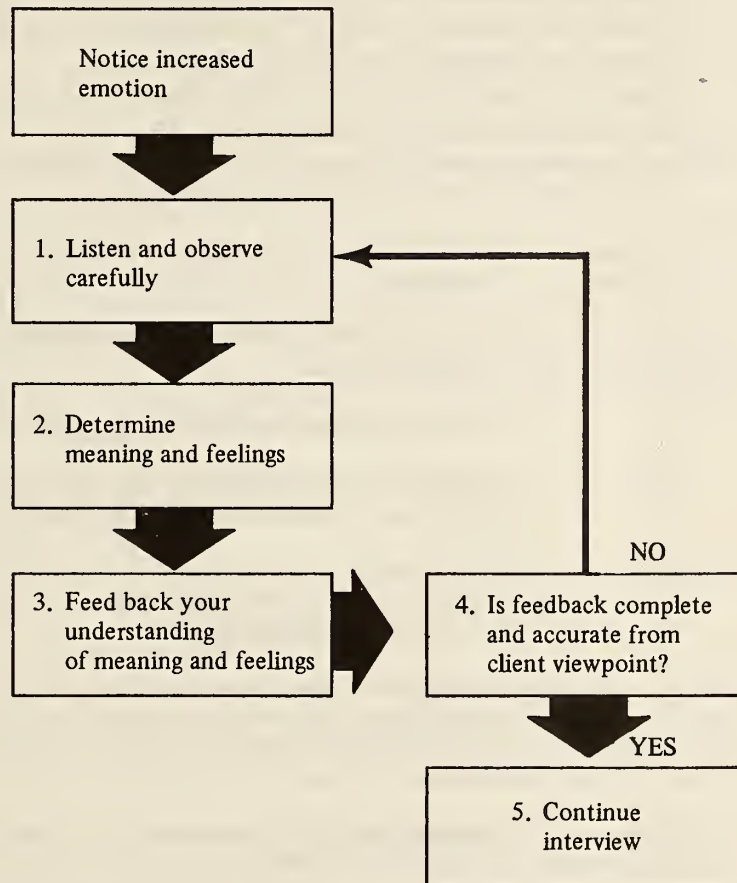 Notice increased
emotion
1. Listen and observe
carefully
2. Determine
meaning and feelings
3. Feed back your
understanding
of meaning and feelings
NO
4. Is feedback complete
and accurate from
client viewpoint?
YES
5. Continue
interview